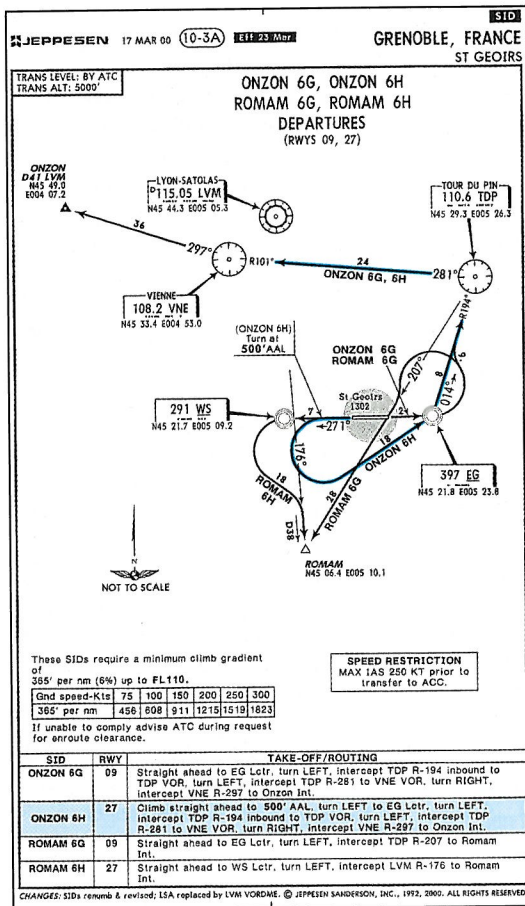 SID
JEPPESEN 17 MAR 00 10-3A Eff 23 Mar
GRENOBLE, FRANCE
ST GEOIRS
TRANS LEVEL: BY ATC
TRANS ALT: 5000'
ONZON 6G, ONZON 6H
ROMAM 6G, ROMAM 6H
DEPARTURES
(RWYS 09, 27)
ONZON
D41 LVM
N45 49.0
E004 07.2
LYON-SATOLAS
D 115.05 LVM
N45 44.3 E005 05.3
TOUR DU PIN
110.6 TDP
N45 29.3 E005 26.3
36
297°
R101°
24
281°
ONZON 6G, 6H
R194°
VIENNE
108.2 VNE
N45 33.4 E004 53.0
(ONZON 6H)
Turn at
500' AAL
ONZON 6G
ROMAM 6G
207°
8
9
014°
St Geoirs
1302
291 WS
N45 21.7 E005 09.2
7
271°
2
18
ONZON 6H
176°
397 EG
N45 21.8 E005 23.8
18
ROMAM
6H
28
ROMAM 6G
D38
ROMAM
N45 06.4 E005 10.1
N
NOT TO SCALE
These SIDs require a minimum climb gradient
of
365' per nm (6%) up to FL110.
Gnd speed-Kts 75 100 150 200 250 300
365' per nm 456 608 911 1215 1519 1823
If unable to comply advise ATC during request
for enroute clearance.
SPEED RESTRICTION
MAX IAS 250 KT prior to
transfer to ACC.
SID RWY TAKE-OFF/ROUTING
ONZON 6G 09 Straight ahead to EG Lctr, turn LEFT, intercept TDP R-194 inbound to
TDP VOR, turn LEFT, intercept TDP R-281 to VNE VOR, turn RIGHT,
intercept VNE R-297 to Onzon Int.
ONZON 6H 27 Climb straight ahead to 500' AAL, turn LEFT to EG Lctr, turn LEFT,
intercept TDP R-194 inbound to TDP VOR, turn LEFT, intercept TDP
R-281 to VNE VOR, turn RIGHT, intercept VNE R-297 to Onzon Int.
ROMAM 6G 09 Straight ahead to EG Lctr, turn LEFT, intercept TDP R-207 to Romam
Int.
ROMAM 6H 27 Straight ahead to WS Lctr, turn LEFT, intercept LVM R-176 to Romam
Int.
CHANGES: SIDs renumb & revised; LSA replaced by LVM VORDME. © JEPPESEN SANDERSON, INC., 1992, 2000. ALL RIGHTS RESERVED